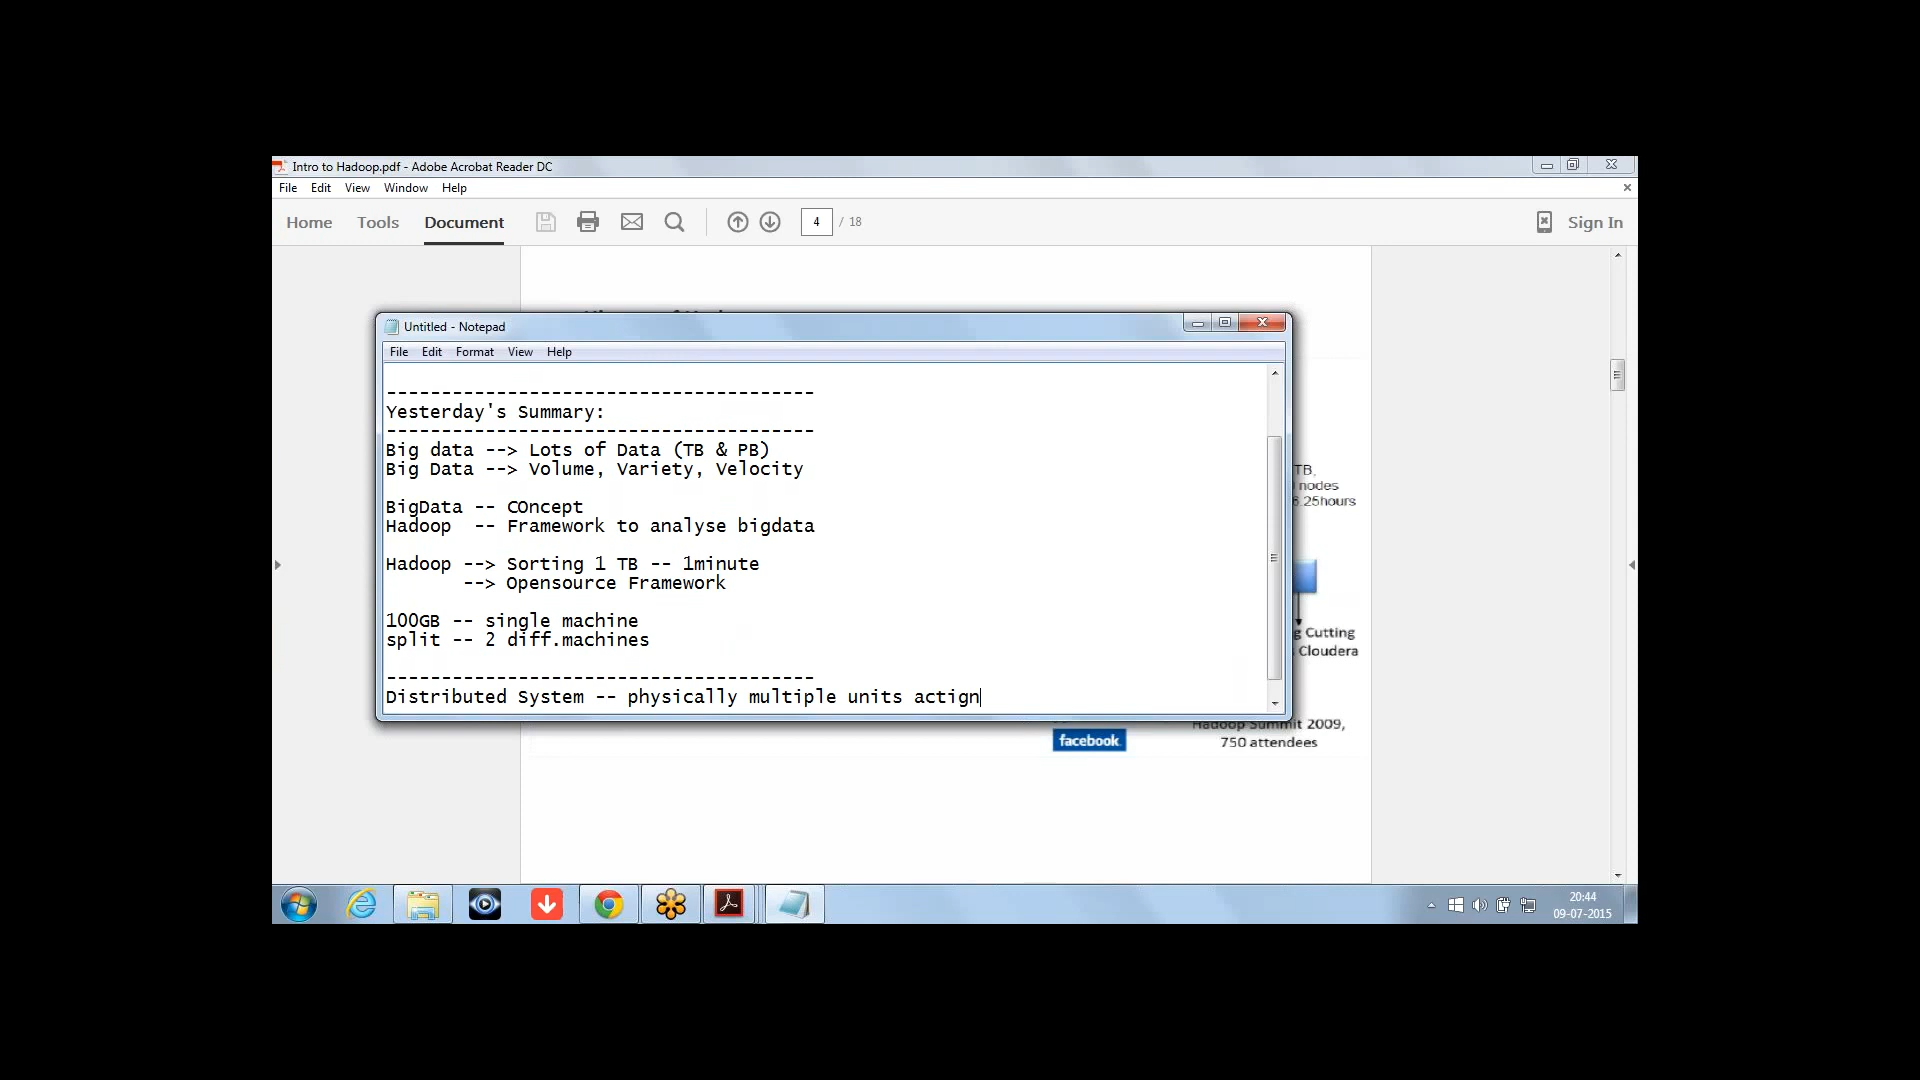 Intro to Hadoop.pdf - Adobe Acrobat Reader DC
File Edit View Window Help
Home Tools Document 4 / 18 Sign In
Untitled - Notepad
File Edit Format View Help
---------------------------------------
Yesterday's Summary:
---------------------------------------
Big data --> Lots of Data (TB & PB)
Big Data --> Volume, Variety, Velocity
BigData -- COncept
Hadoop  -- Framework to analyse bigdata
Hadoop --> Sorting 1 TB -- 1minute
--> Opensource Framework
100GB -- single machine
split -- 2 diff.machines
---------------------------------------
Distributed System -- physically multiple units actign
TB,
nodes
.25hours
Cutting
Cloudera
facebook
Hadoop Summit 2009,
750 attendees
20:44
09-07-2015